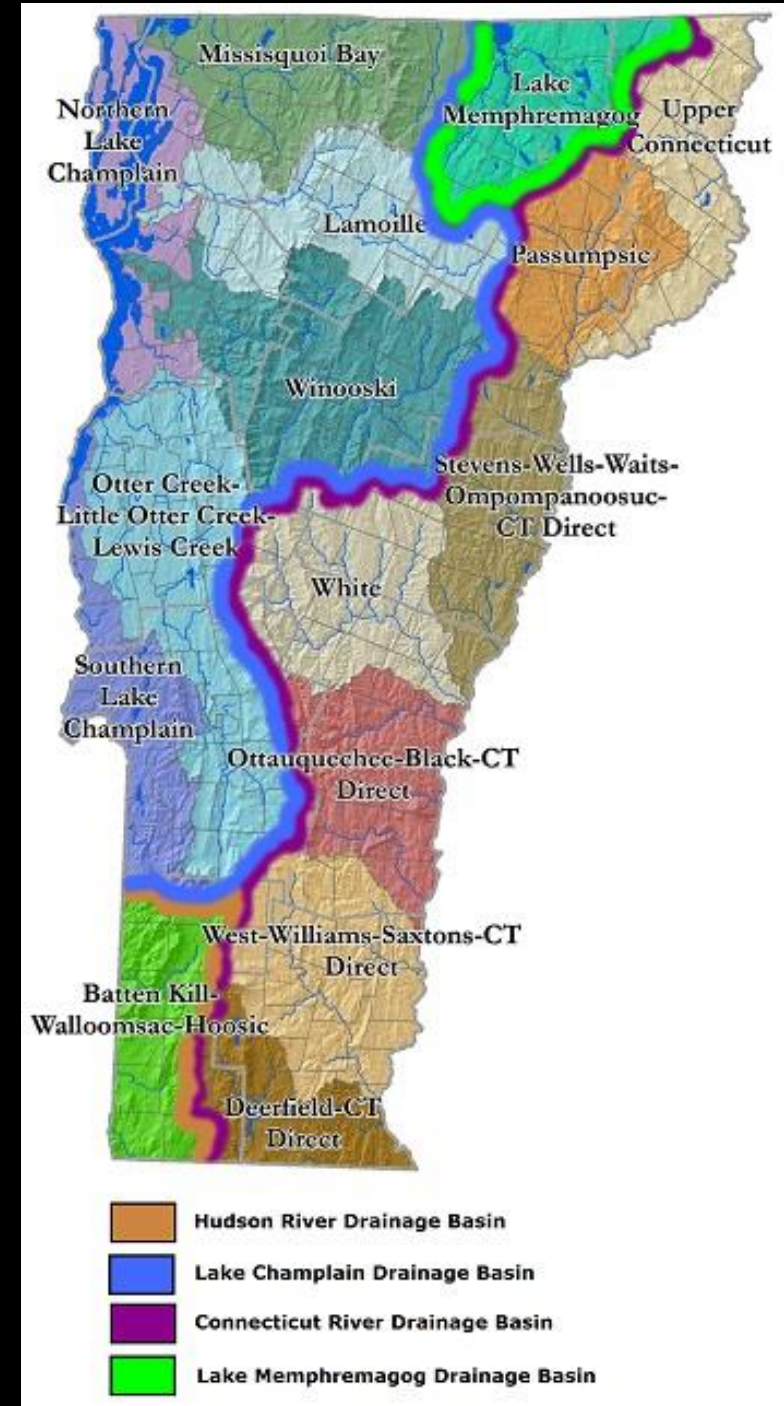 Missisquoi Bay
Lake
Memphremagog
Northern
Lake
Champlain
Upper
Connecticut
Lamoille
Passumpsic
Winooski
Stevens-Wells-Waits-
Ompompanoosuc-
CT Direct
Otter Creek-
Little Otter Creek-
Lewis Creek
White
Southern
Lake
Champlain
Ottauquechee-Black-CT
Direct
West-Williams-Saxtons-CT
Direct
Batten Kill-
Walloomsac-Hoosic
Deerfield-CT
Direct
Hudson River Drainage Basin
Lake Champlain Drainage Basin
Connecticut River Drainage Basin
Lake Memphremagog Drainage Basin